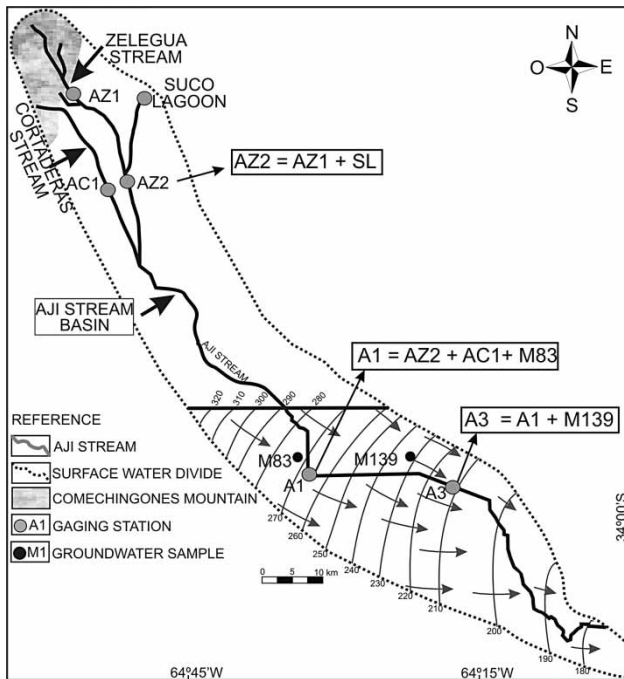 ZELEGUA
STREAM
SUCO
LAGOON
N
O
E
S
AZ1
CORTADERAS
STREAM
AC1
AZ2
AZ2 = AZ1 + SL
AJI STREAM
BASIN
AJI STREAM
A1 = AZ2 + AC1+ M83
A3 = A1 + M139
320
310
300
290
280
REFERENCE
AJI STREAM
SURFACE WATER DIVIDE
COMECHINGONES MOUNTAIN
A1 GAGING STATION
M1 GROUNDWATER SAMPLE
M83
A1
M139
A3
270
260
250
240
230
220
210
200
190
180
0 5 10 km
34º00'S
64º45'W
64º15'W